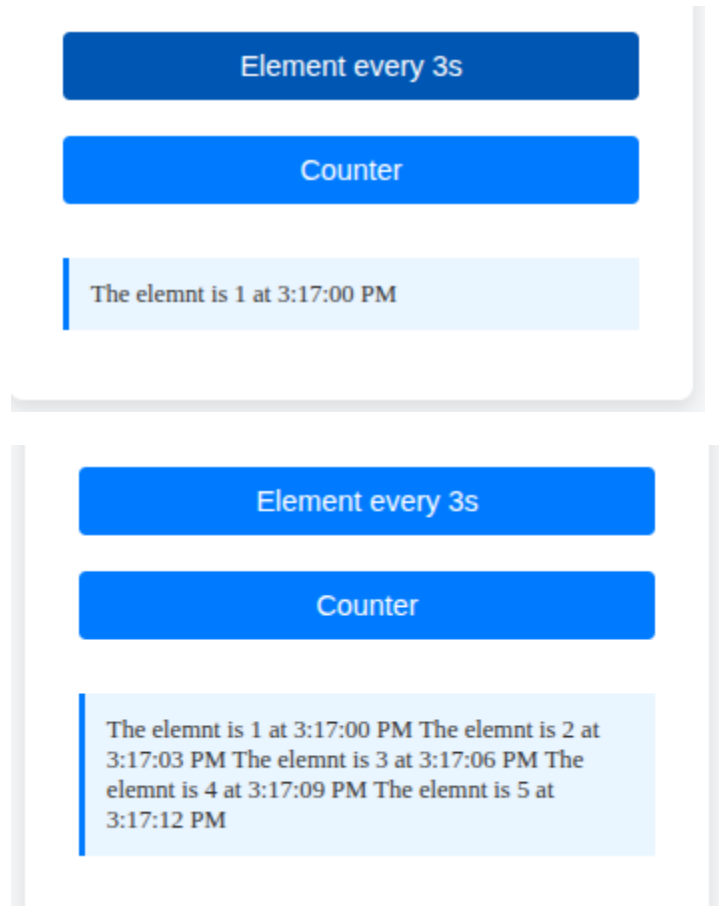 Element every 3s
Counter
The elemnt is 1 at 3:17:00 PM
Element every 3s
Counter
The elemnt is 1 at 3:17:00 PM The elemnt is 2 at
3:17:03 PM The elemnt is 3 at 3:17:06 PM The
elemnt is 4 at 3:17:09 PM The elemnt is 5 at
3:17:12 PM